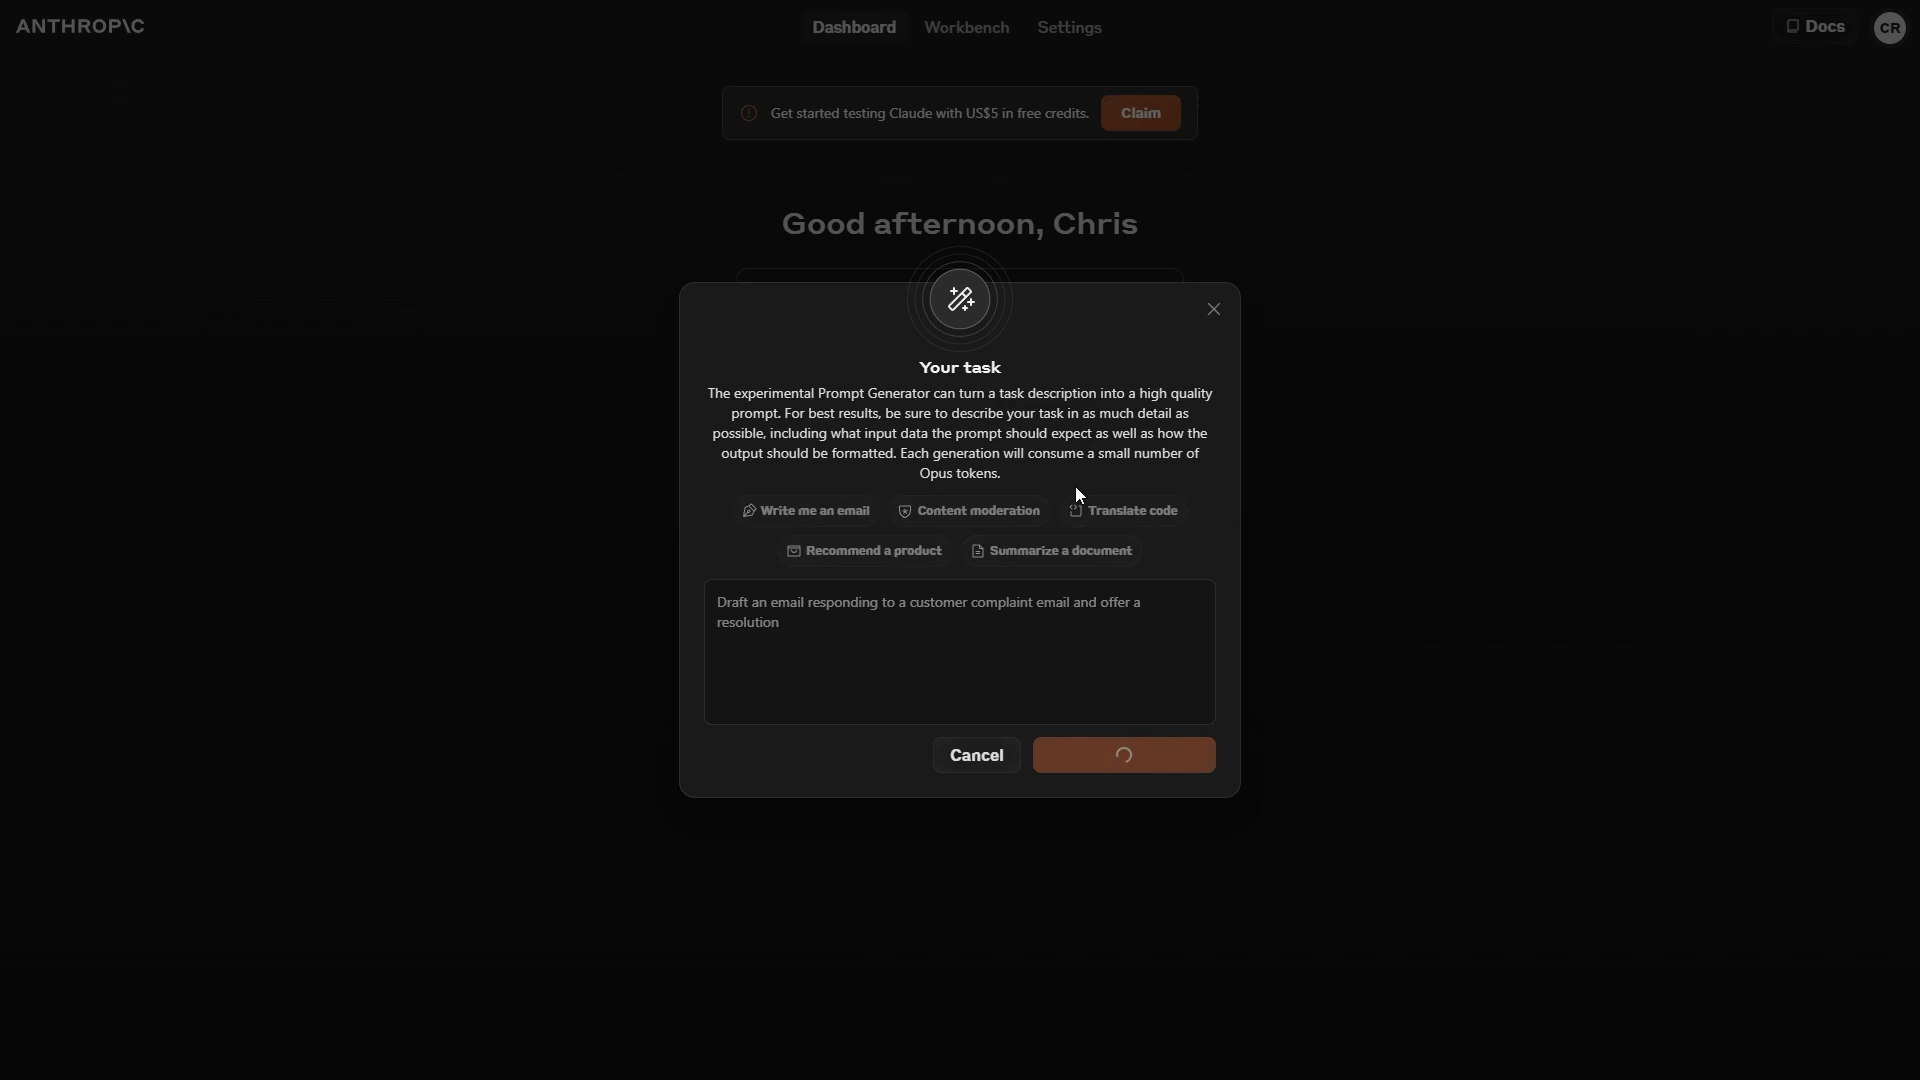 ANTHROP\C
Dashboard Workbench Settings
Docs
CR
Get started testing Claude with US$5 in free credits. Claim
Good afternoon, Chris
Your task
The experimental Prompt Generator can turn a task description into a high quality
prompt. For best results, be sure to describe your task in as much detail as
possible, including what input data the prompt should expect as well as how the
output should be formatted. Each generation will consume a small number of
Opus tokens.
Write me an email Content moderation Translate code
Recommend a product Summarize a document
Draft an email responding to a customer complaint email and offer a
resolution
Cancel